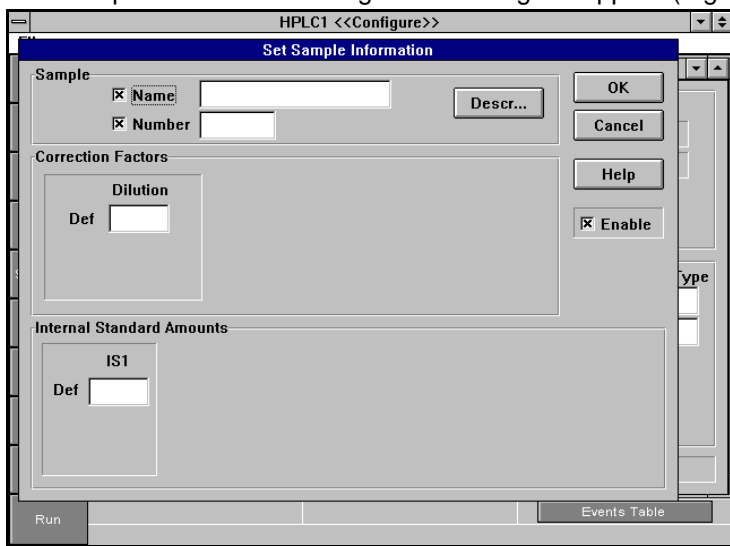 HPLC1 <<Configure>>
Set Sample Information
Sample
Name
Descr...
OK
Number
Cancel
Correction Factors
Help
Dilution
Def
Enable
Type
Internal Standard Amounts
IS1
Def
Run
Events Table